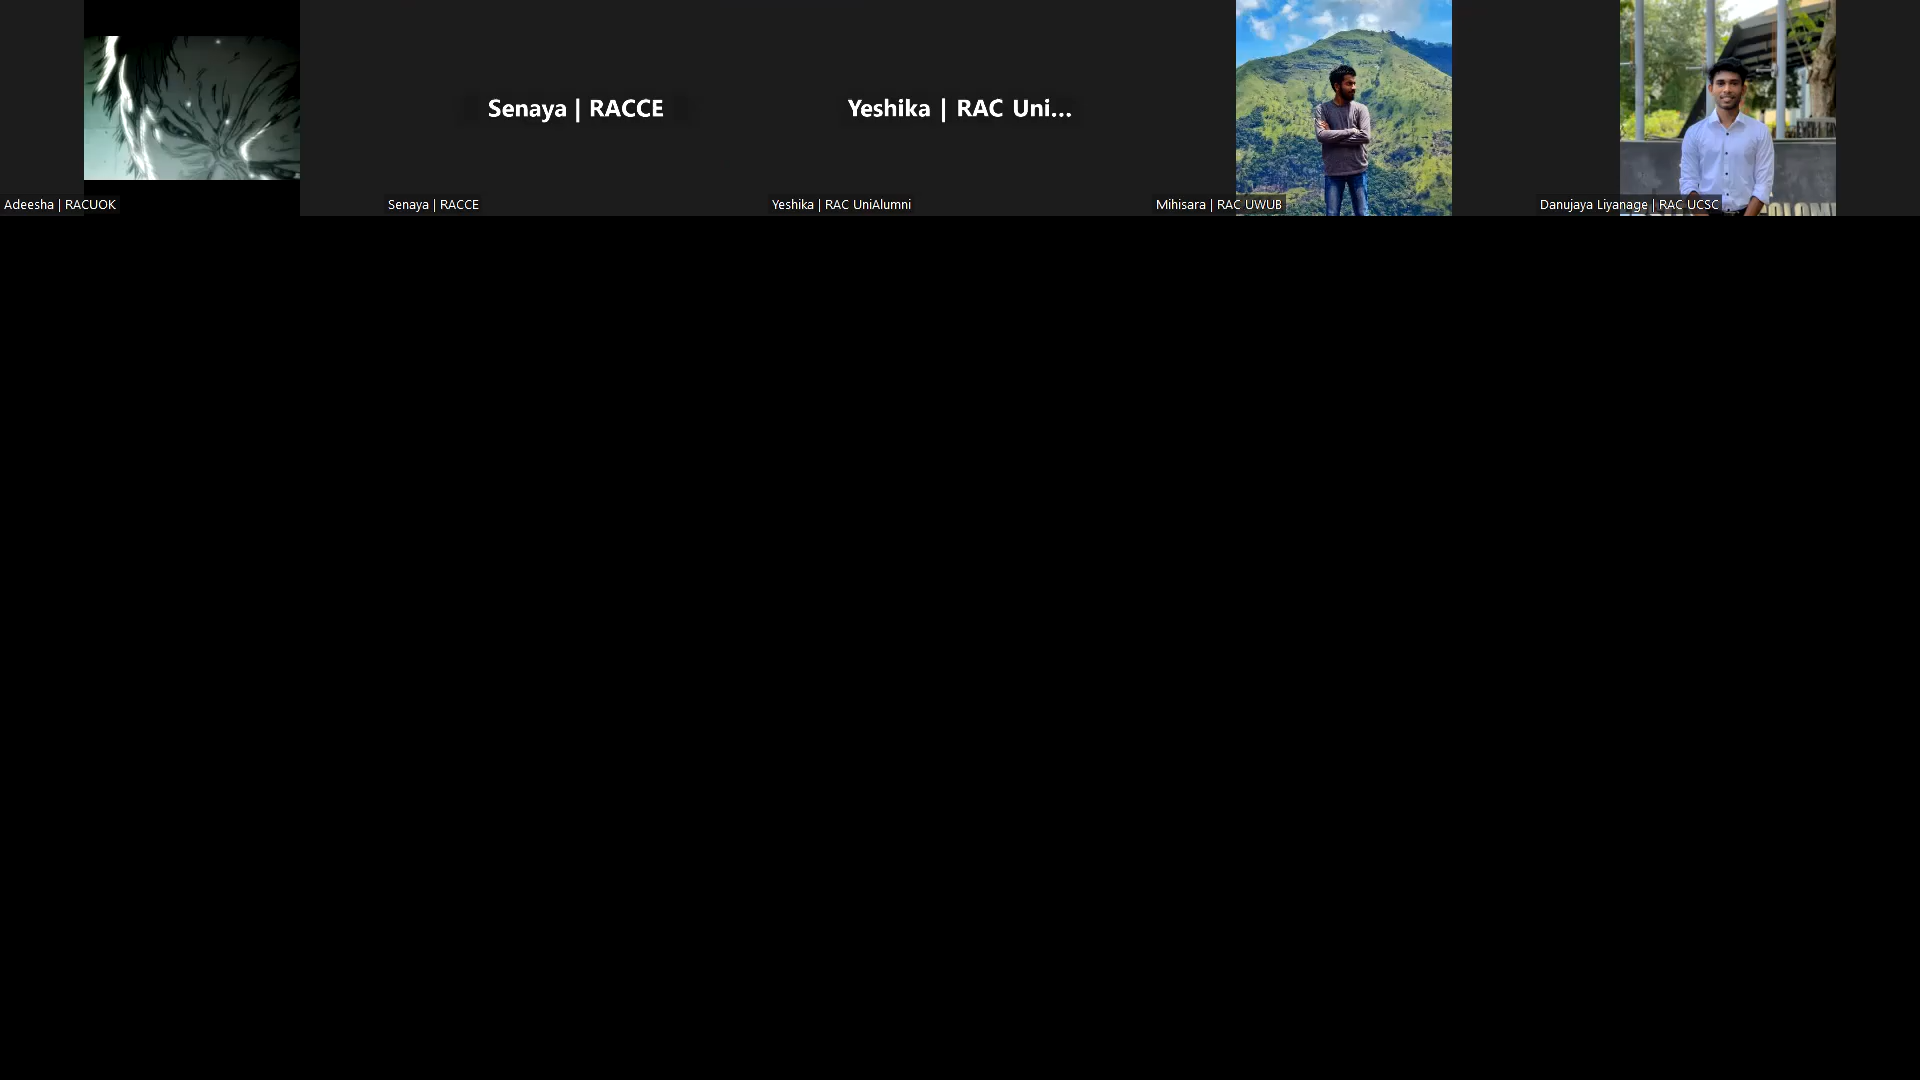 Senaya | RACCE
Yeshika | RAC Uni...
Adeesha | RACUOK
Senaya | RACCE
Yeshika | RAC UniAlumni
Mihisara | RAC UWUB
Danujaya Liyanage | RAC UCSC